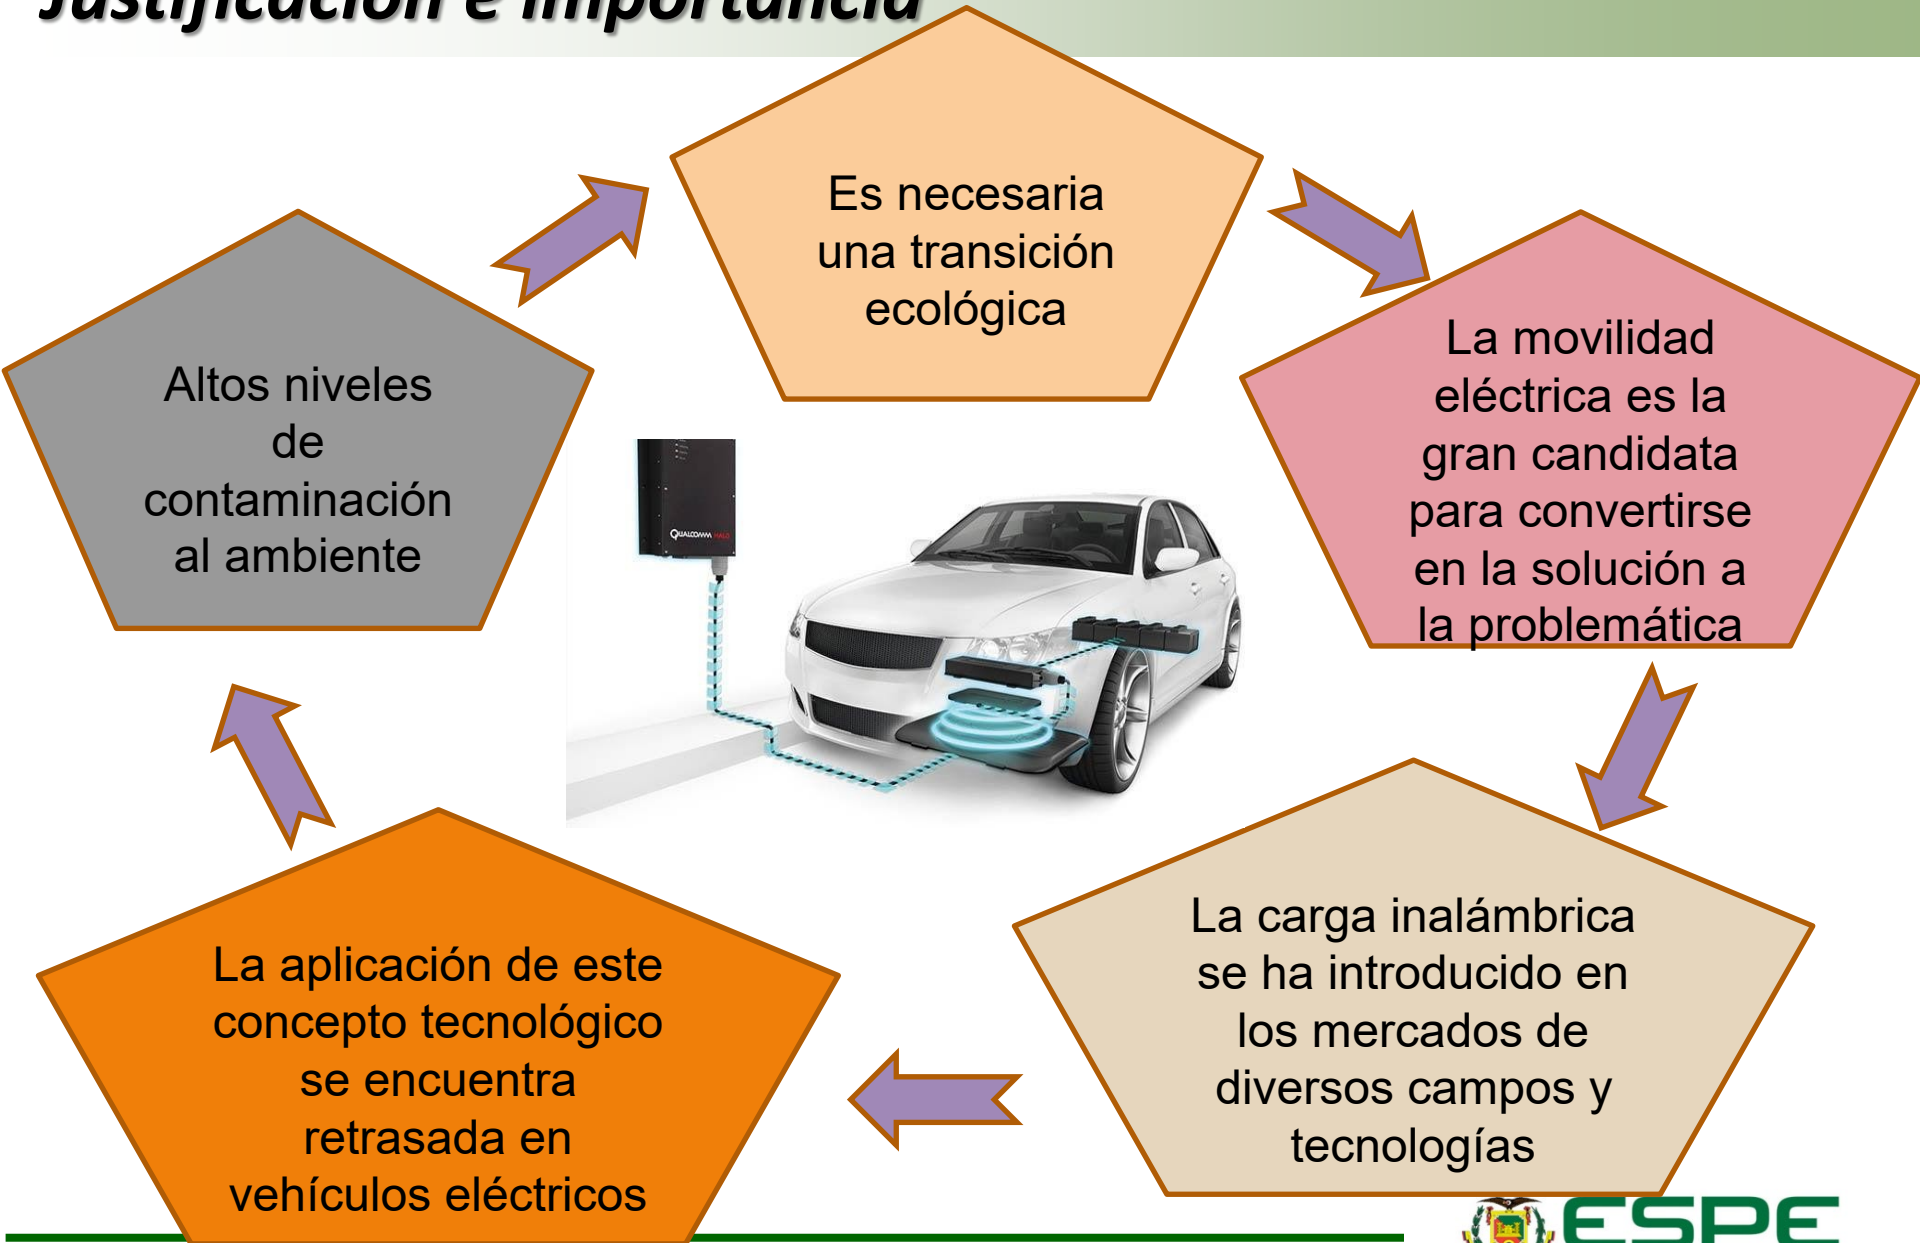 Justificación e importancia
Es necesaria
una transición
ecológica
Altos niveles
de
contaminación
al ambiente
La movilidad
eléctrica es la
gran candidata
para convertirse
en la solución a
la problemática
QUALCOMM HALO
La carga inalámbrica
se ha introducido en
los mercados de
diversos campos y
tecnologías
La aplicación de este
concepto tecnológico
se encuentra
retrasada en
vehículos eléctricos
ESPE